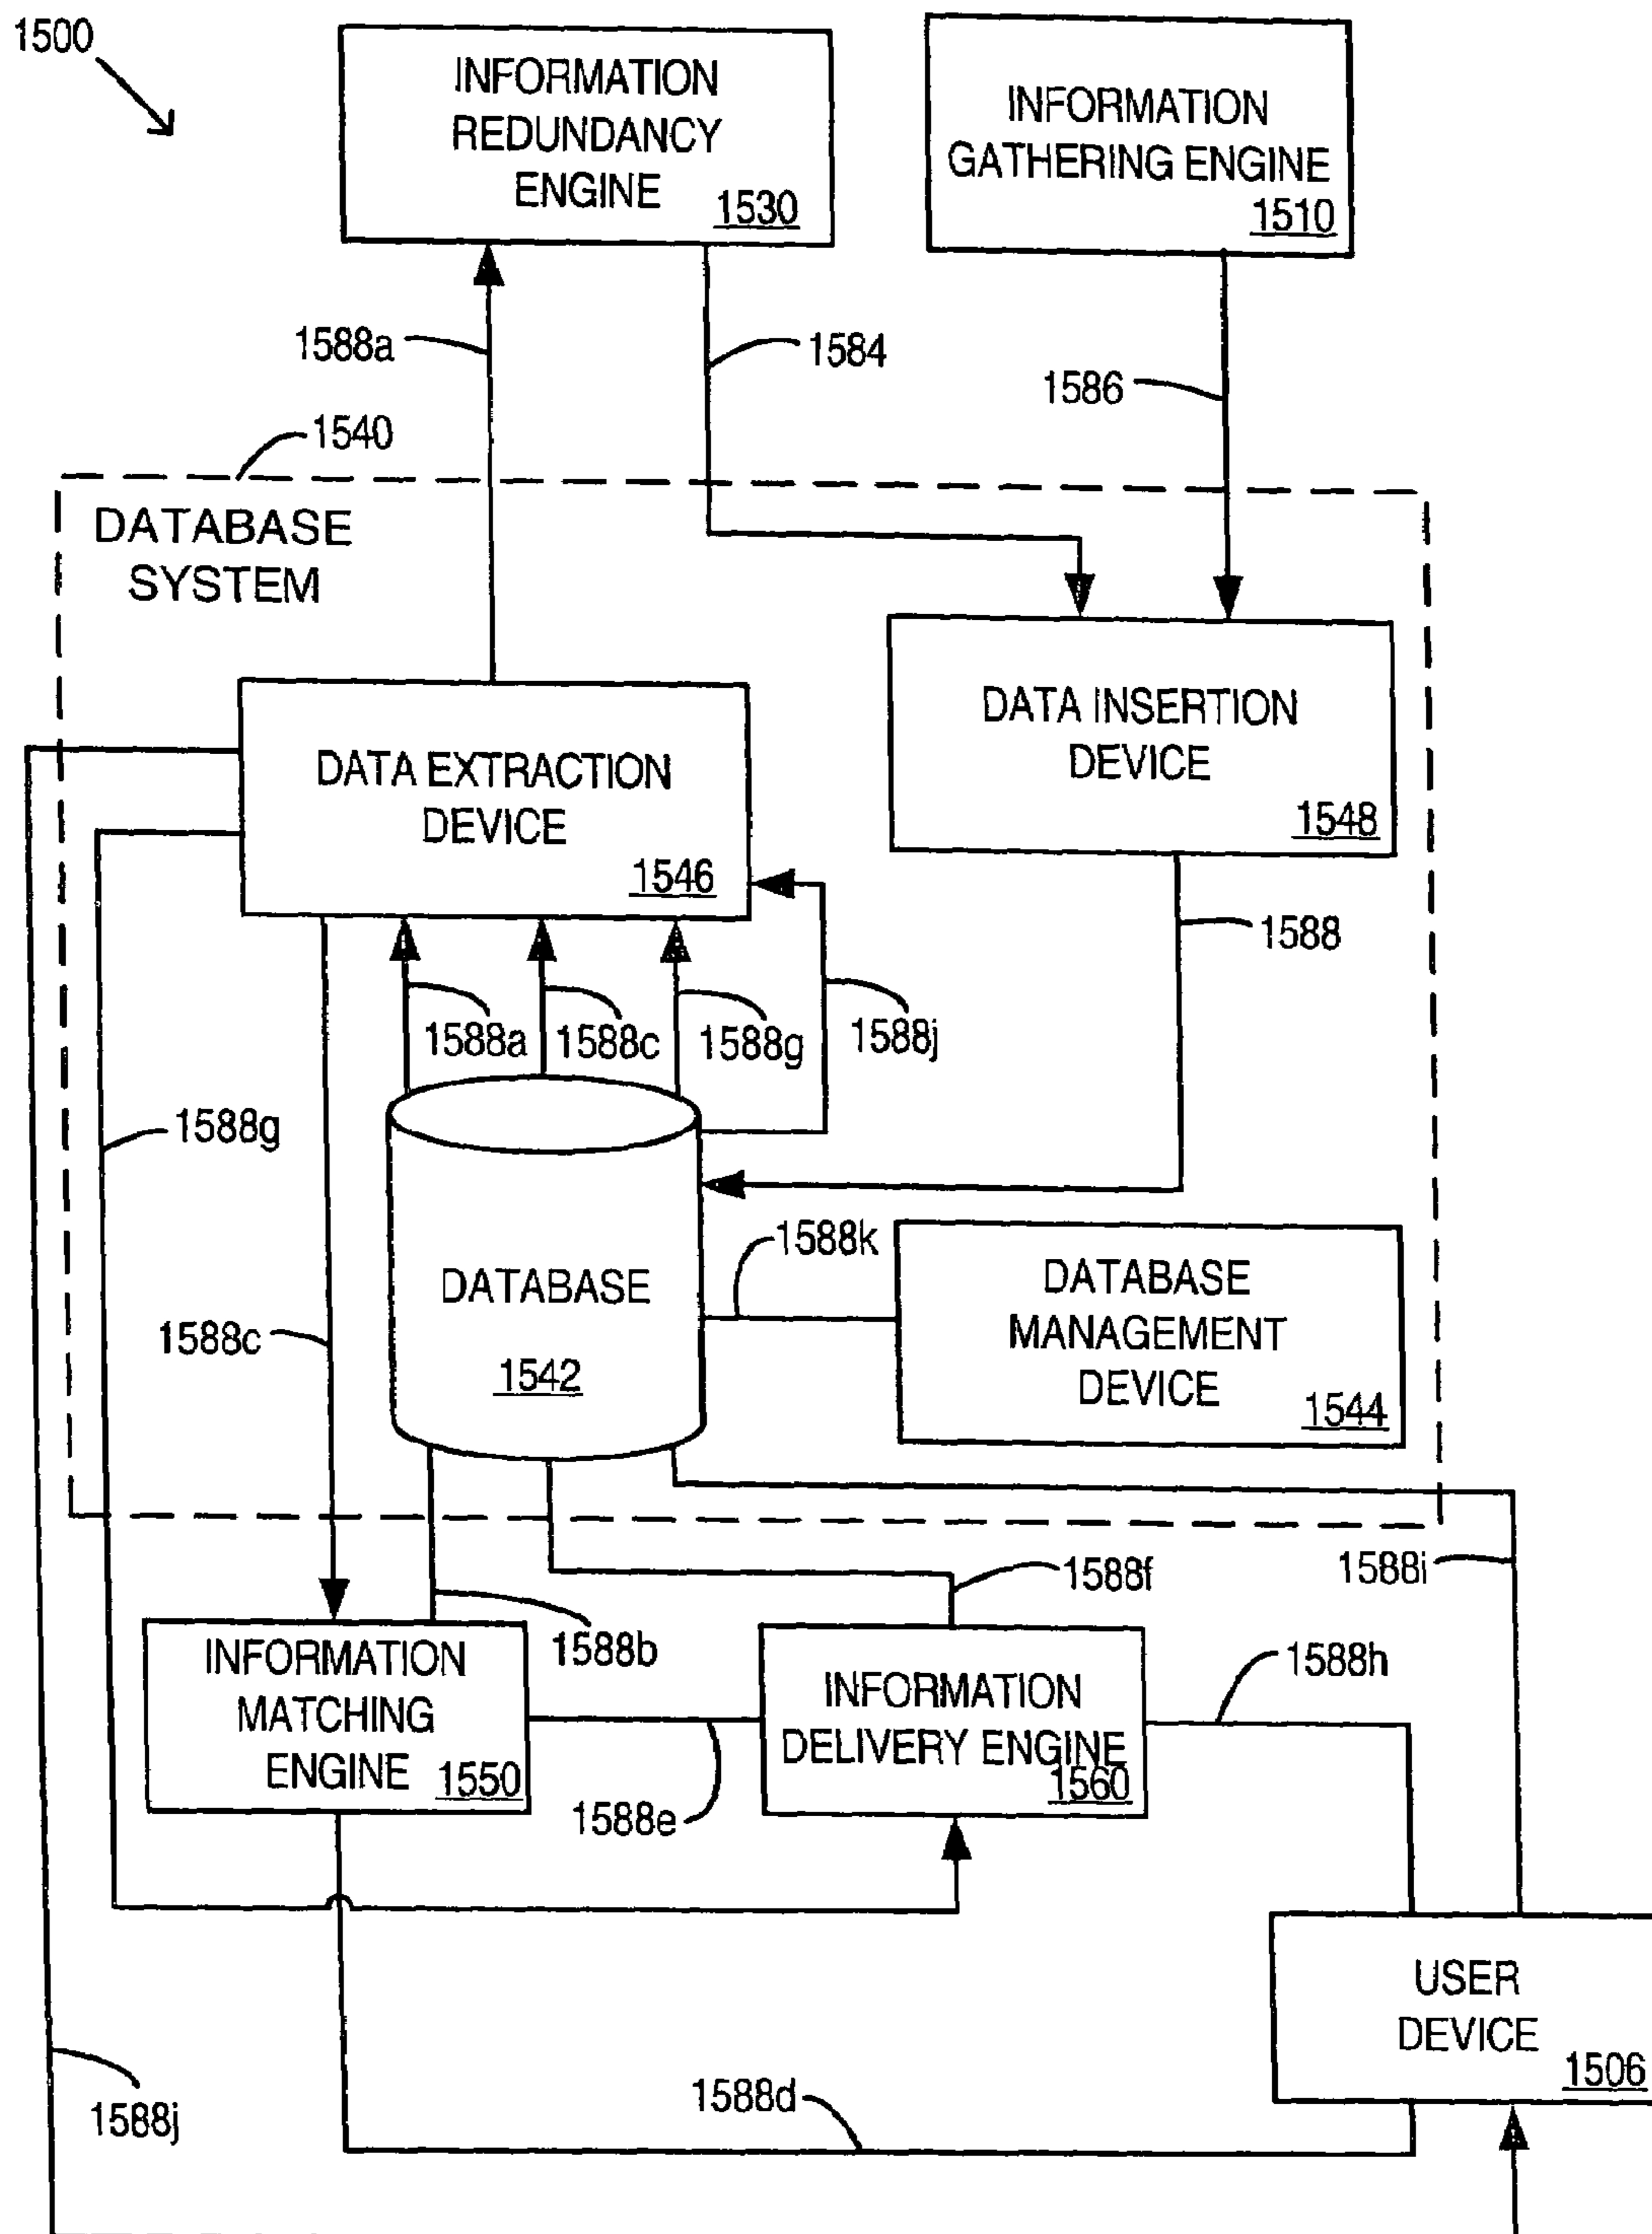 1500
INFORMATION
REDUNDANCY
ENGINE
1530
INFORMATION
GATHERING ENGINE
1510
1588a
1584
1586
1540
DATABASE
SYSTEM
DATA EXTRACTION
DEVICE
1546
DATA INSERTION
DEVICE
1548
1588
1588a
1588c
1588g
1588j
1588g
1588k
DATABASE
1542
DATABASE
MANAGEMENT
DEVICE
1544
1588c
1588f
1588i
1588b
INFORMATION
MATCHING
ENGINE
1550
INFORMATION
DELIVERY ENGINE
1560
1588h
1588e
USER
DEVICE
1506
1588j
1588d